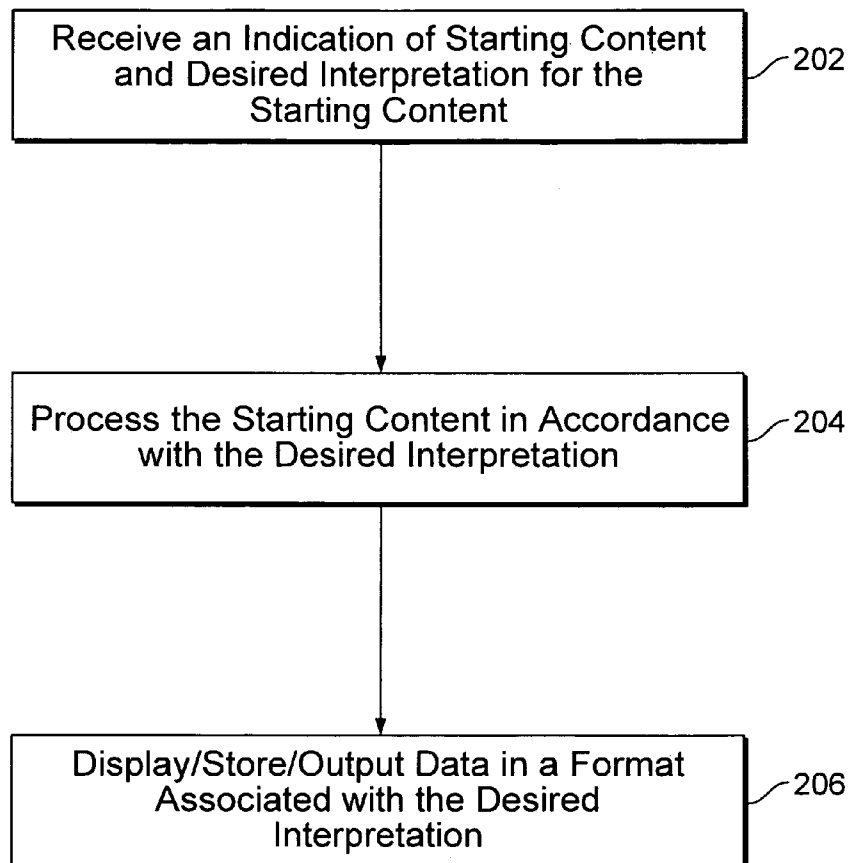 Receive an Indication of Starting Content
and Desired Interpretation for the
Starting Content
202
Process the Starting Content in Accordance
with the Desired Interpretation
204
Display/Store/Output Data in a Format
Associated with the Desired
Interpretation
206